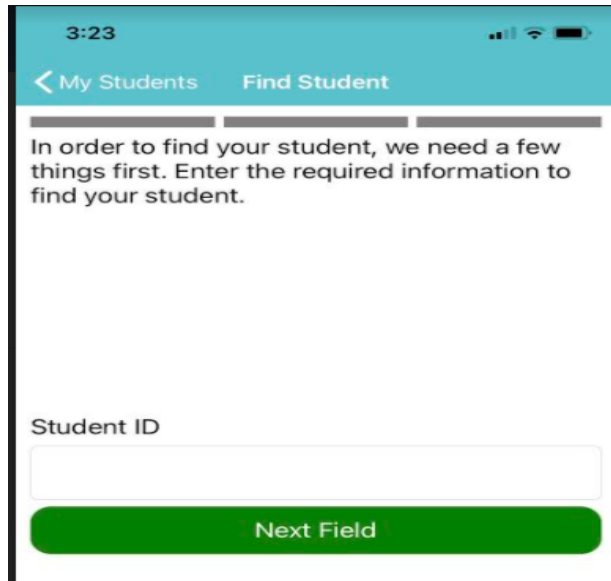 3:23
My Students Find Student
In order to find your student, we need a few
things first. Enter the required information to
find your student.
Student ID
Next Field